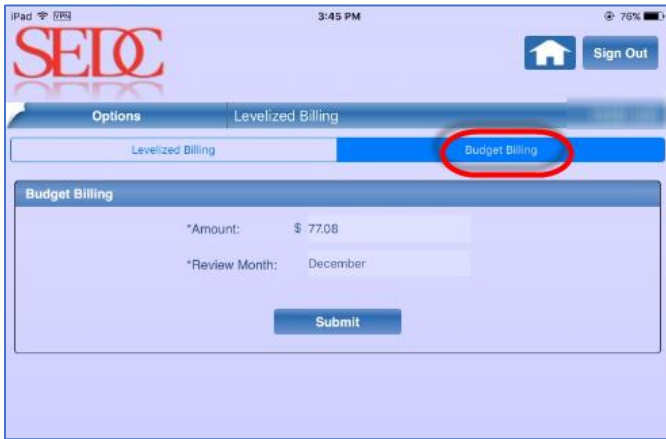 iPad VPN 3:45 PM 76%
SEDC
Sign Out
Options Levelized Billing
Levelized Billing Budget Billing
Budget Billing
*Amount: $ 77.08
*Review Month: December
Submit